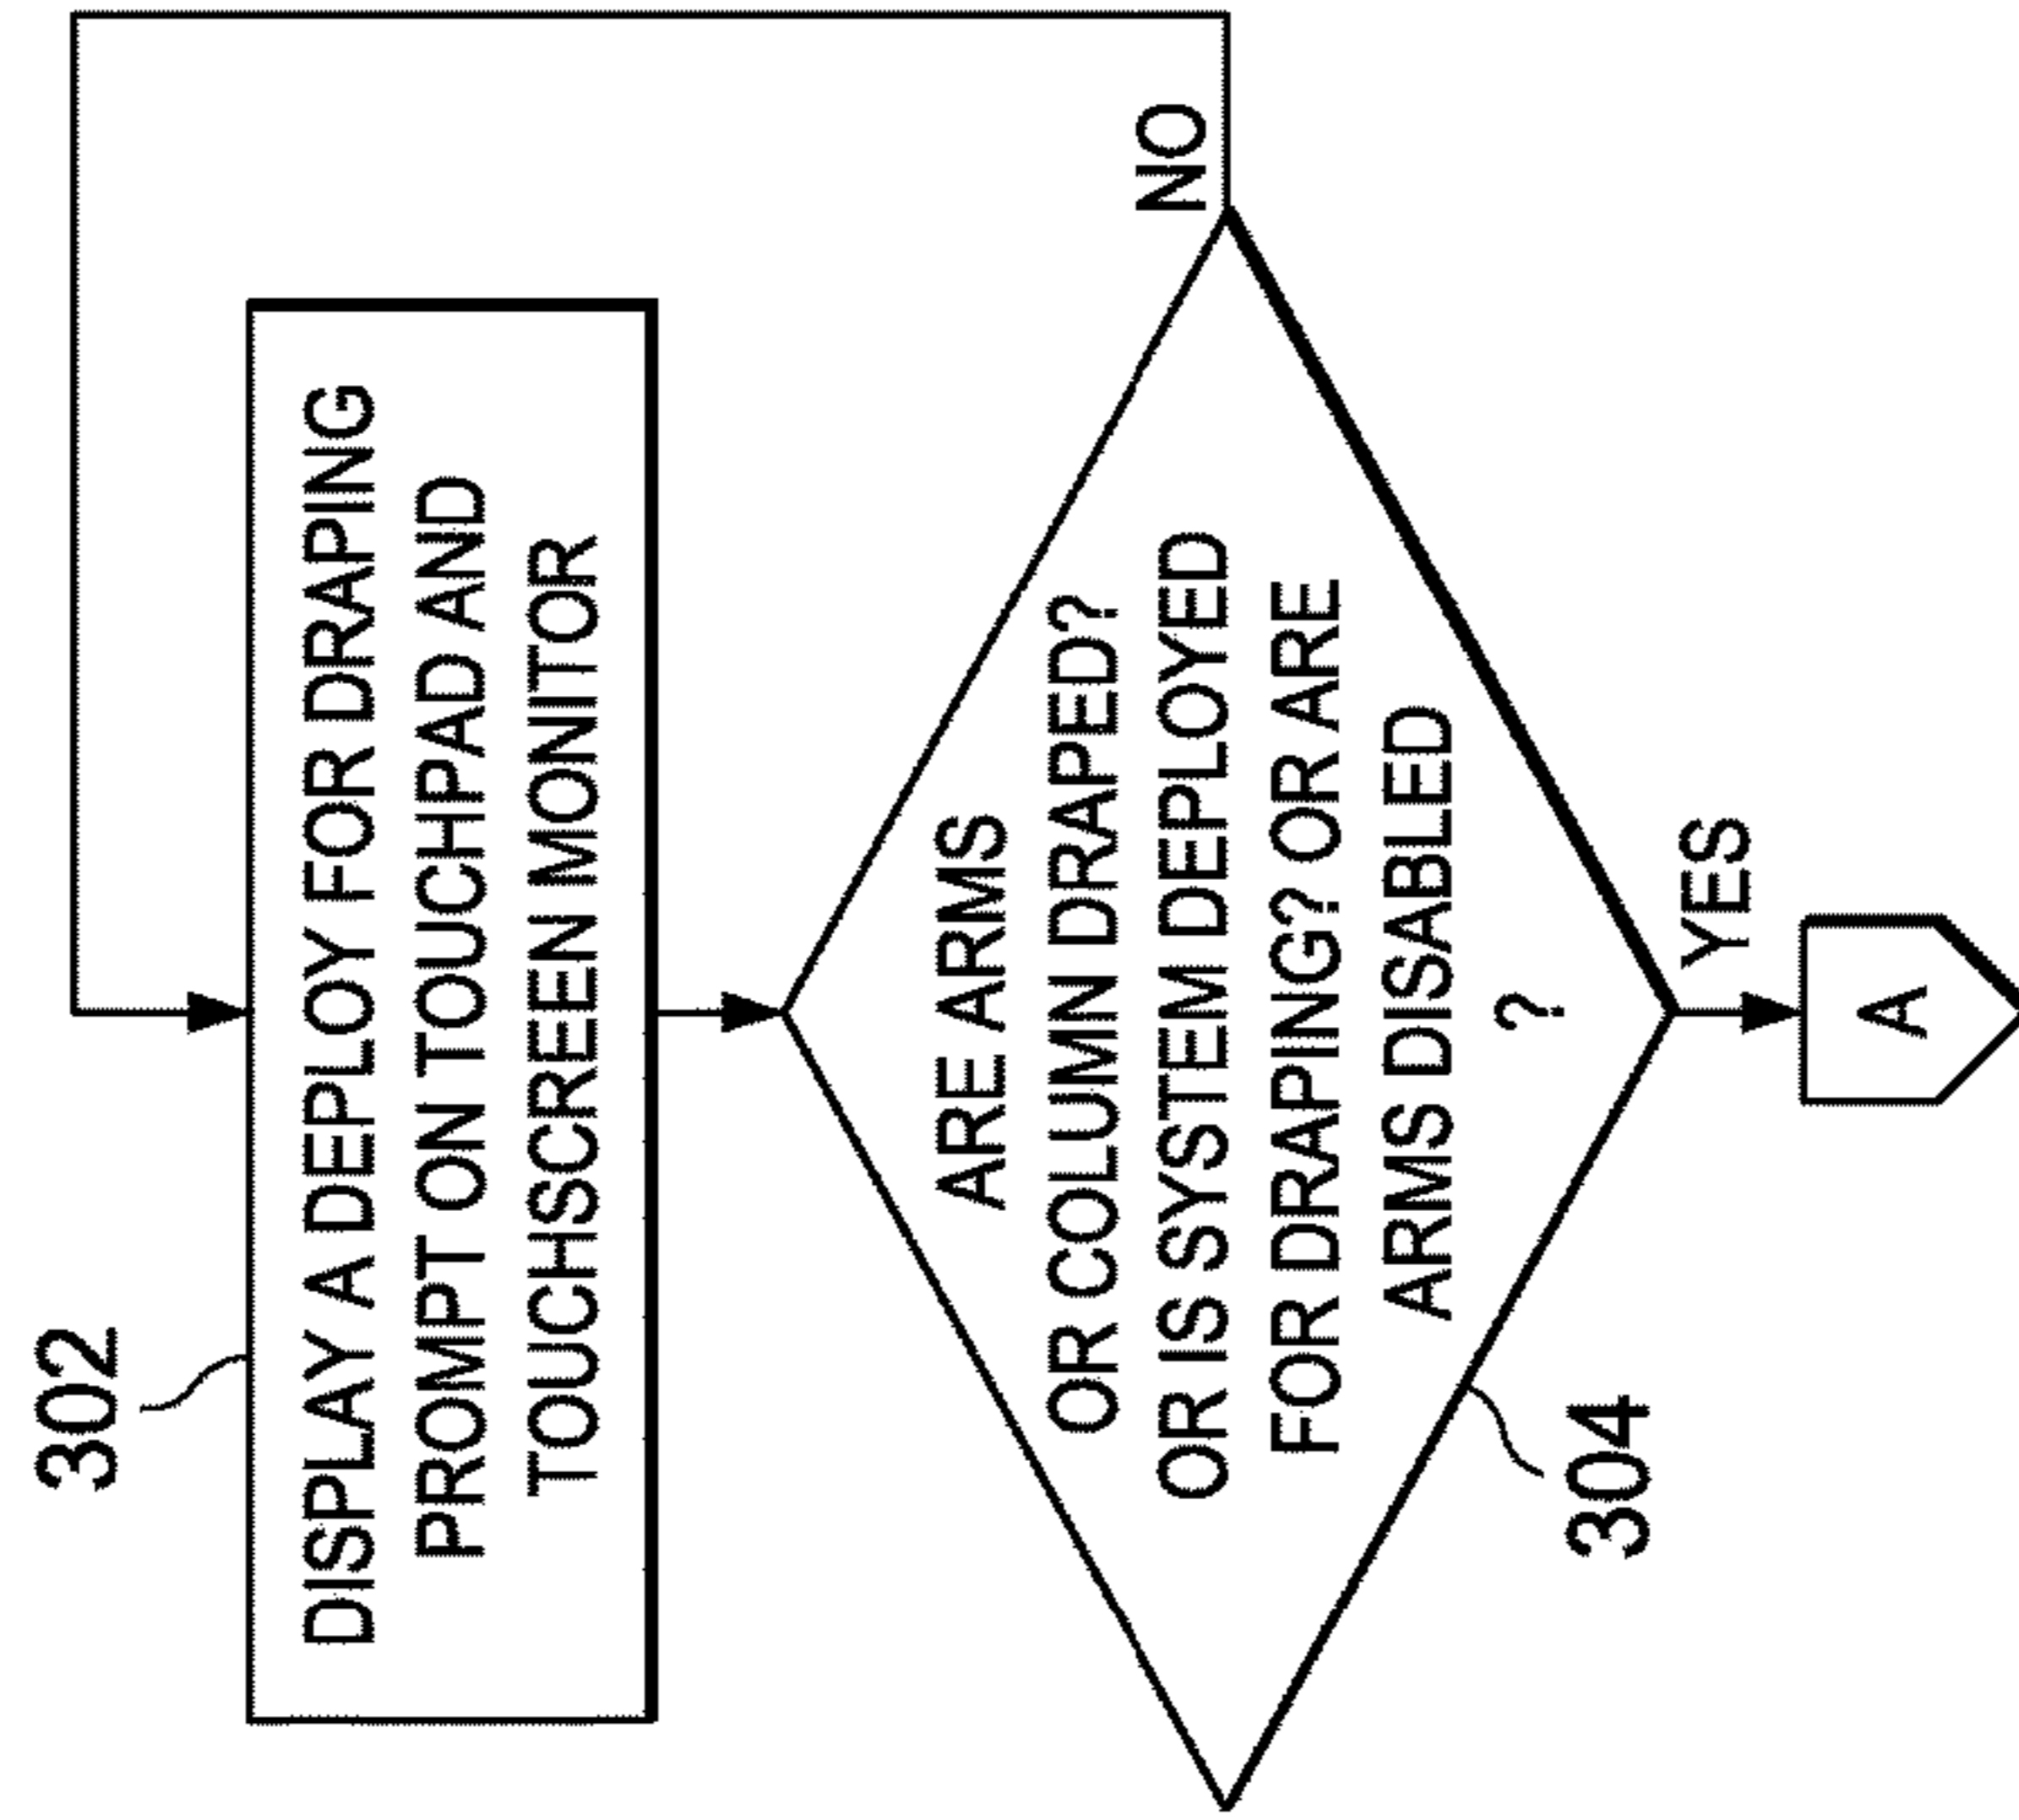 302
DISPLAY A DEPLOY FOR DRAPING
PROMPT ON TOUCHPAD AND
TOUCHSCREEN MONITOR
ARE ARMS
OR COLUMN DRAPED?
OR IS SYSTEM DEPLOYED
FOR DRAPING? OR ARE
ARMS DISABLED
?
NO
304
YES
A